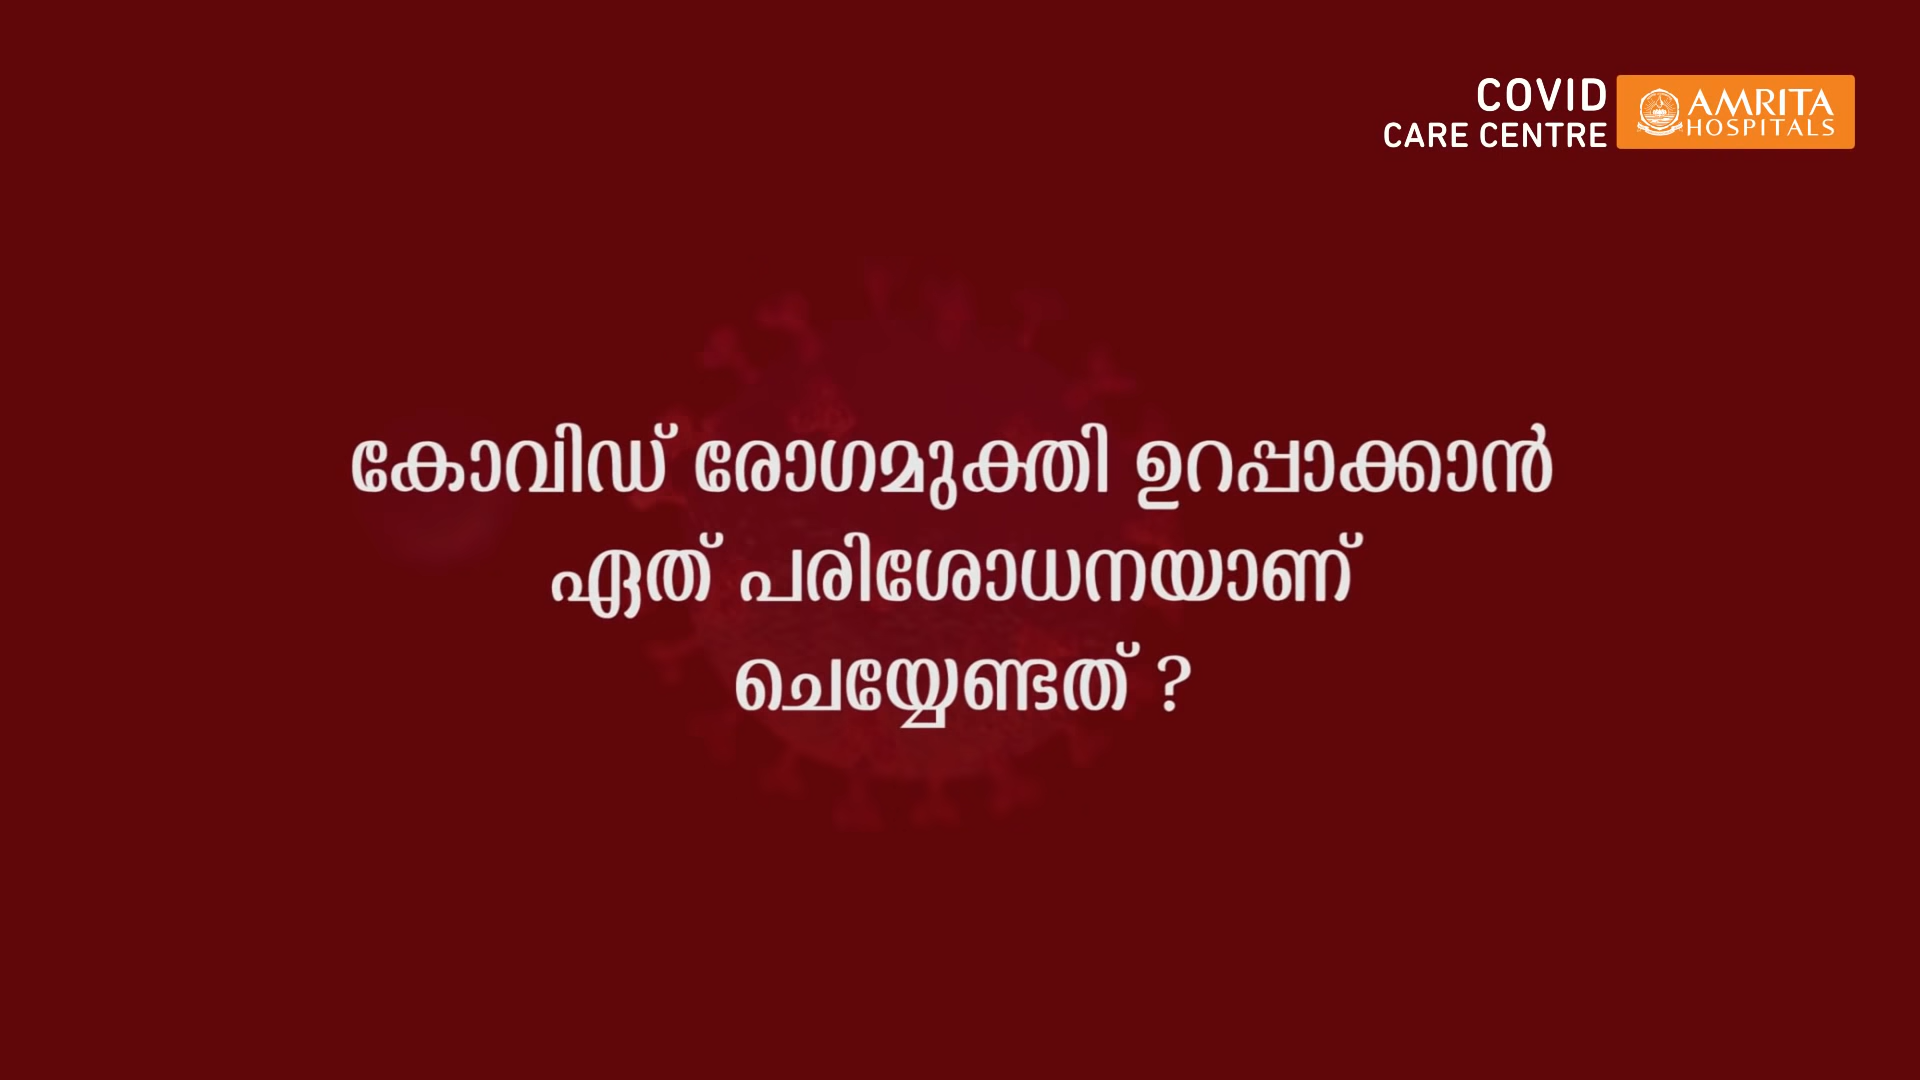 COVID
CARE CENTRE
AMRITA
HOSPITALS
കോവിഡ് രോഗമുക്തി ഉറപ്പാക്കാൻ
ഏത് പരിശോധനയാണ്
ചെയ്യേണ്ടത് ?